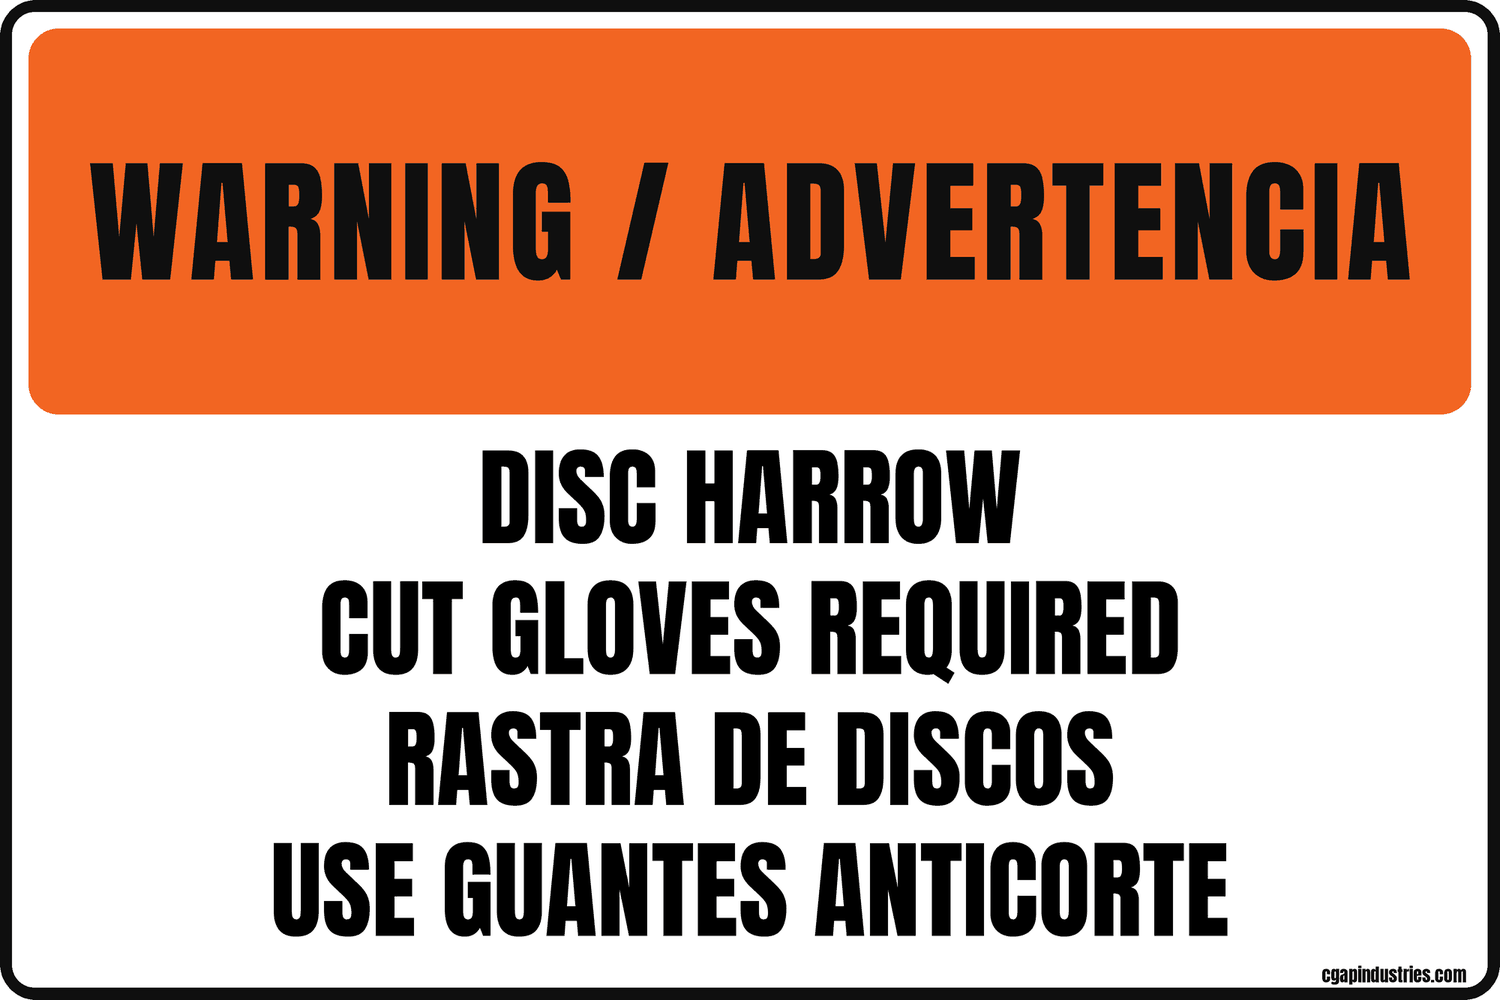 WARNING / ADVERTENCIA
DISC HARROW
CUT GLOVES REQUIRED
RASTRA DE DISCOS
USE GUANTES ANTICORTE
cgapindustries.com